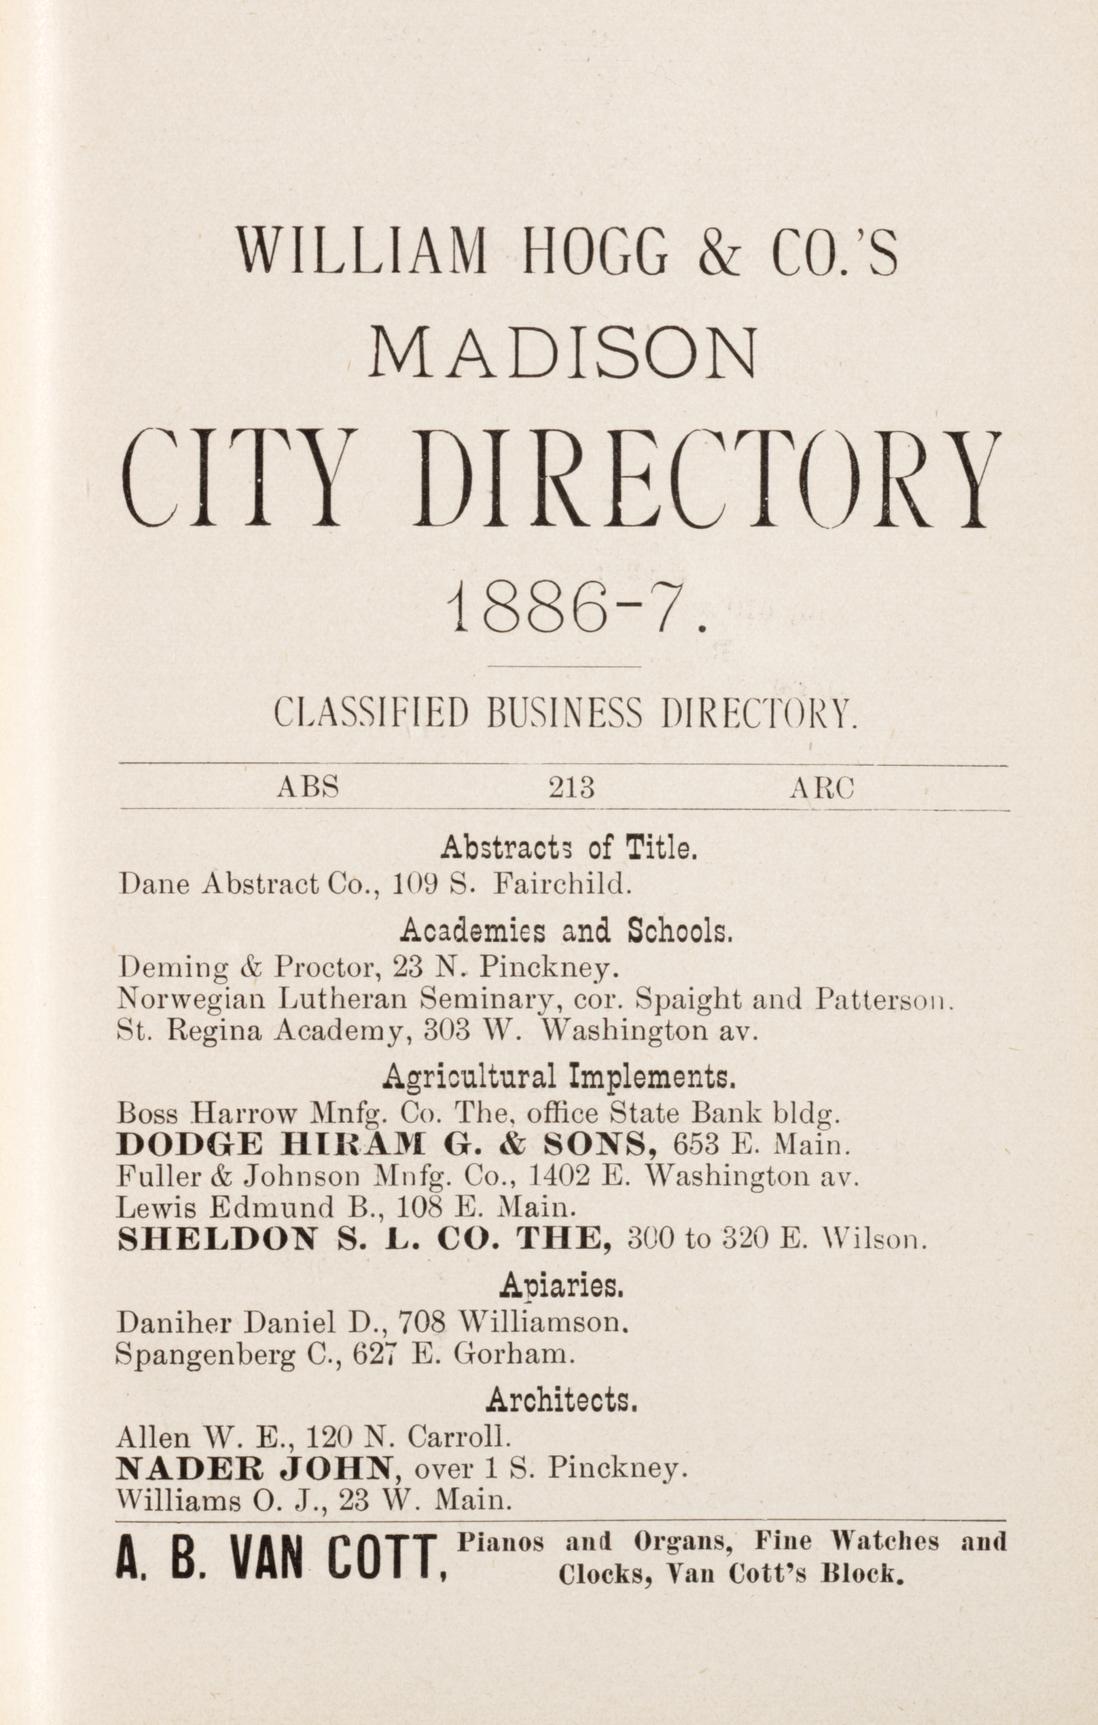 WILLIAM HOGG & CO.'S
MADISON
CITY DIRECTORY
1886-7.
CLASSIFIED BUSINESS DIRECTORY.
ABS 213 ARC
Abstracts of Title.
Dane Abstract Co., 109 S. Fairchild.
Academies and Schools.
Deming & Proctor, 23 N. Pinckney.
Norwegian Lutheran Seminary, cor. Spaight and Patterson.
St. Regina Academy, 303 W. Washington av.
Agricultural Implements.
Boss Harrow Mnfg. Co. The, office State Bank bldg.
DODGE HIRAM G. & SONS, 653 E. Main.
Fuller & Johnson Mnfg. Co., 1402 E. Washington av.
Lewis Edmund B., 108 E. Main.
SHELDON S. L. CO. THE, 300 to 320 E. Wilson.
Apiaries.
Daniher Daniel D., 708 Williamson.
Spangenberg C., 627 E. Gorham.
Architects.
Allen W. E., 120 N. Carroll.
NADER JOHN, over 1 S. Pinckney.
Williams O. J., 23 W. Main.
A. B. VAN COTT, Pianos and Organs, Fine Watches and
Clocks, Van Cott's Block.